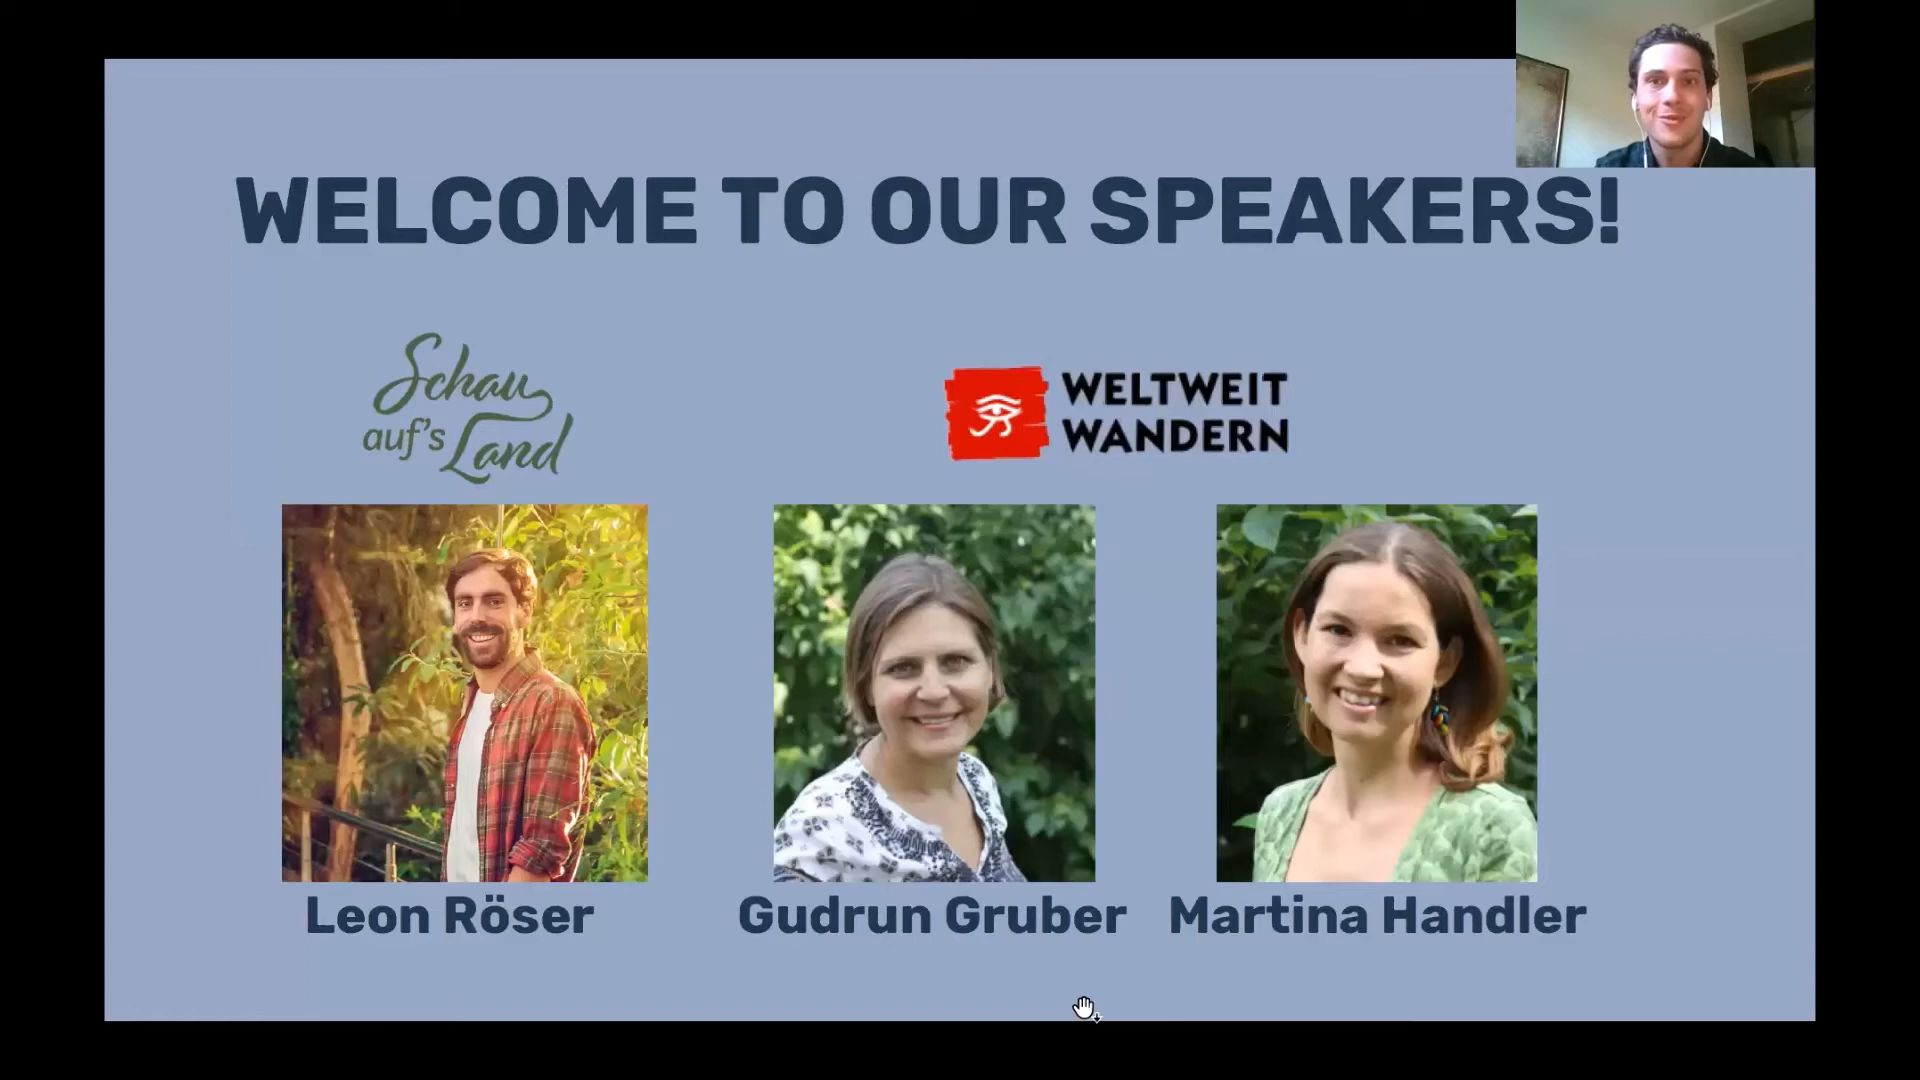 WELCOME TO OUR SPEAKERS!
Schau
auf's Land
WELTWEIT
WANDERN
Leon Röser
Gudrun Gruber
Martina Handler